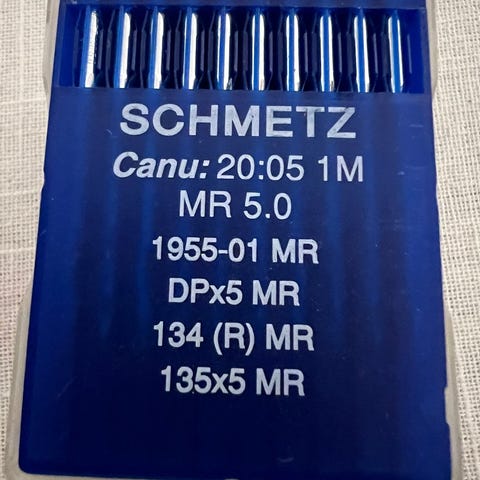 SCHMETZ
Canu: 20:05 1M
MR 5.0
1955-01 MR
DPx5 MR
134 (R) MR
135x5 MR